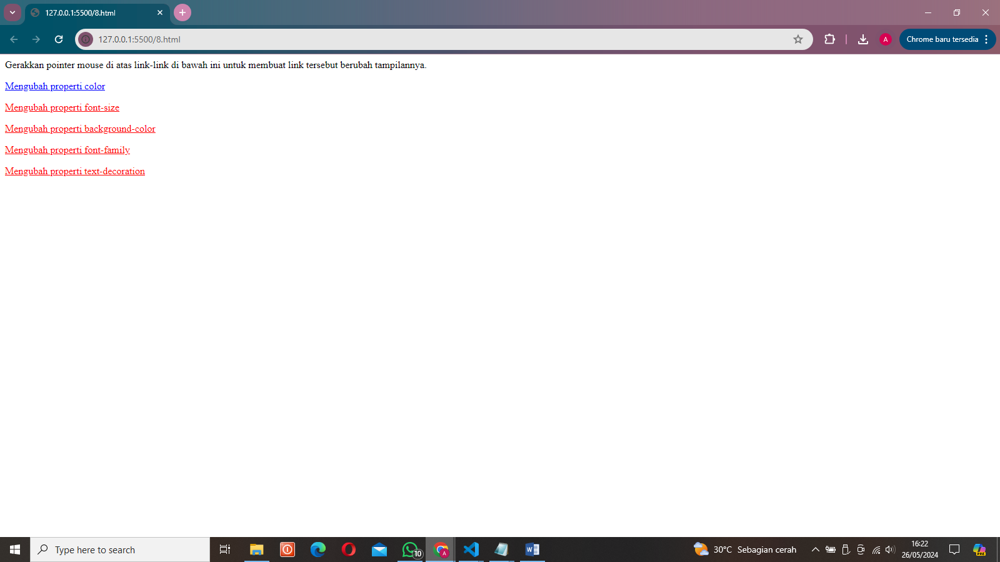 127.0.0.1:5500/8.html
127.0.0.1:5500/8.html
A
Chrome baru tersedia
Gerakkan pointer mouse di atas link-link di bawah ini untuk membuat link tersebut berubah tampilannya.
Mengubah properti color
Mengubah properti font-size
Mengubah properti background-color
Mengubah properti font-family
Mengubah properti text-decoration
Type here to search
10
A
W
30°C Sebagian cerah
16:22
26/05/2024
PRE